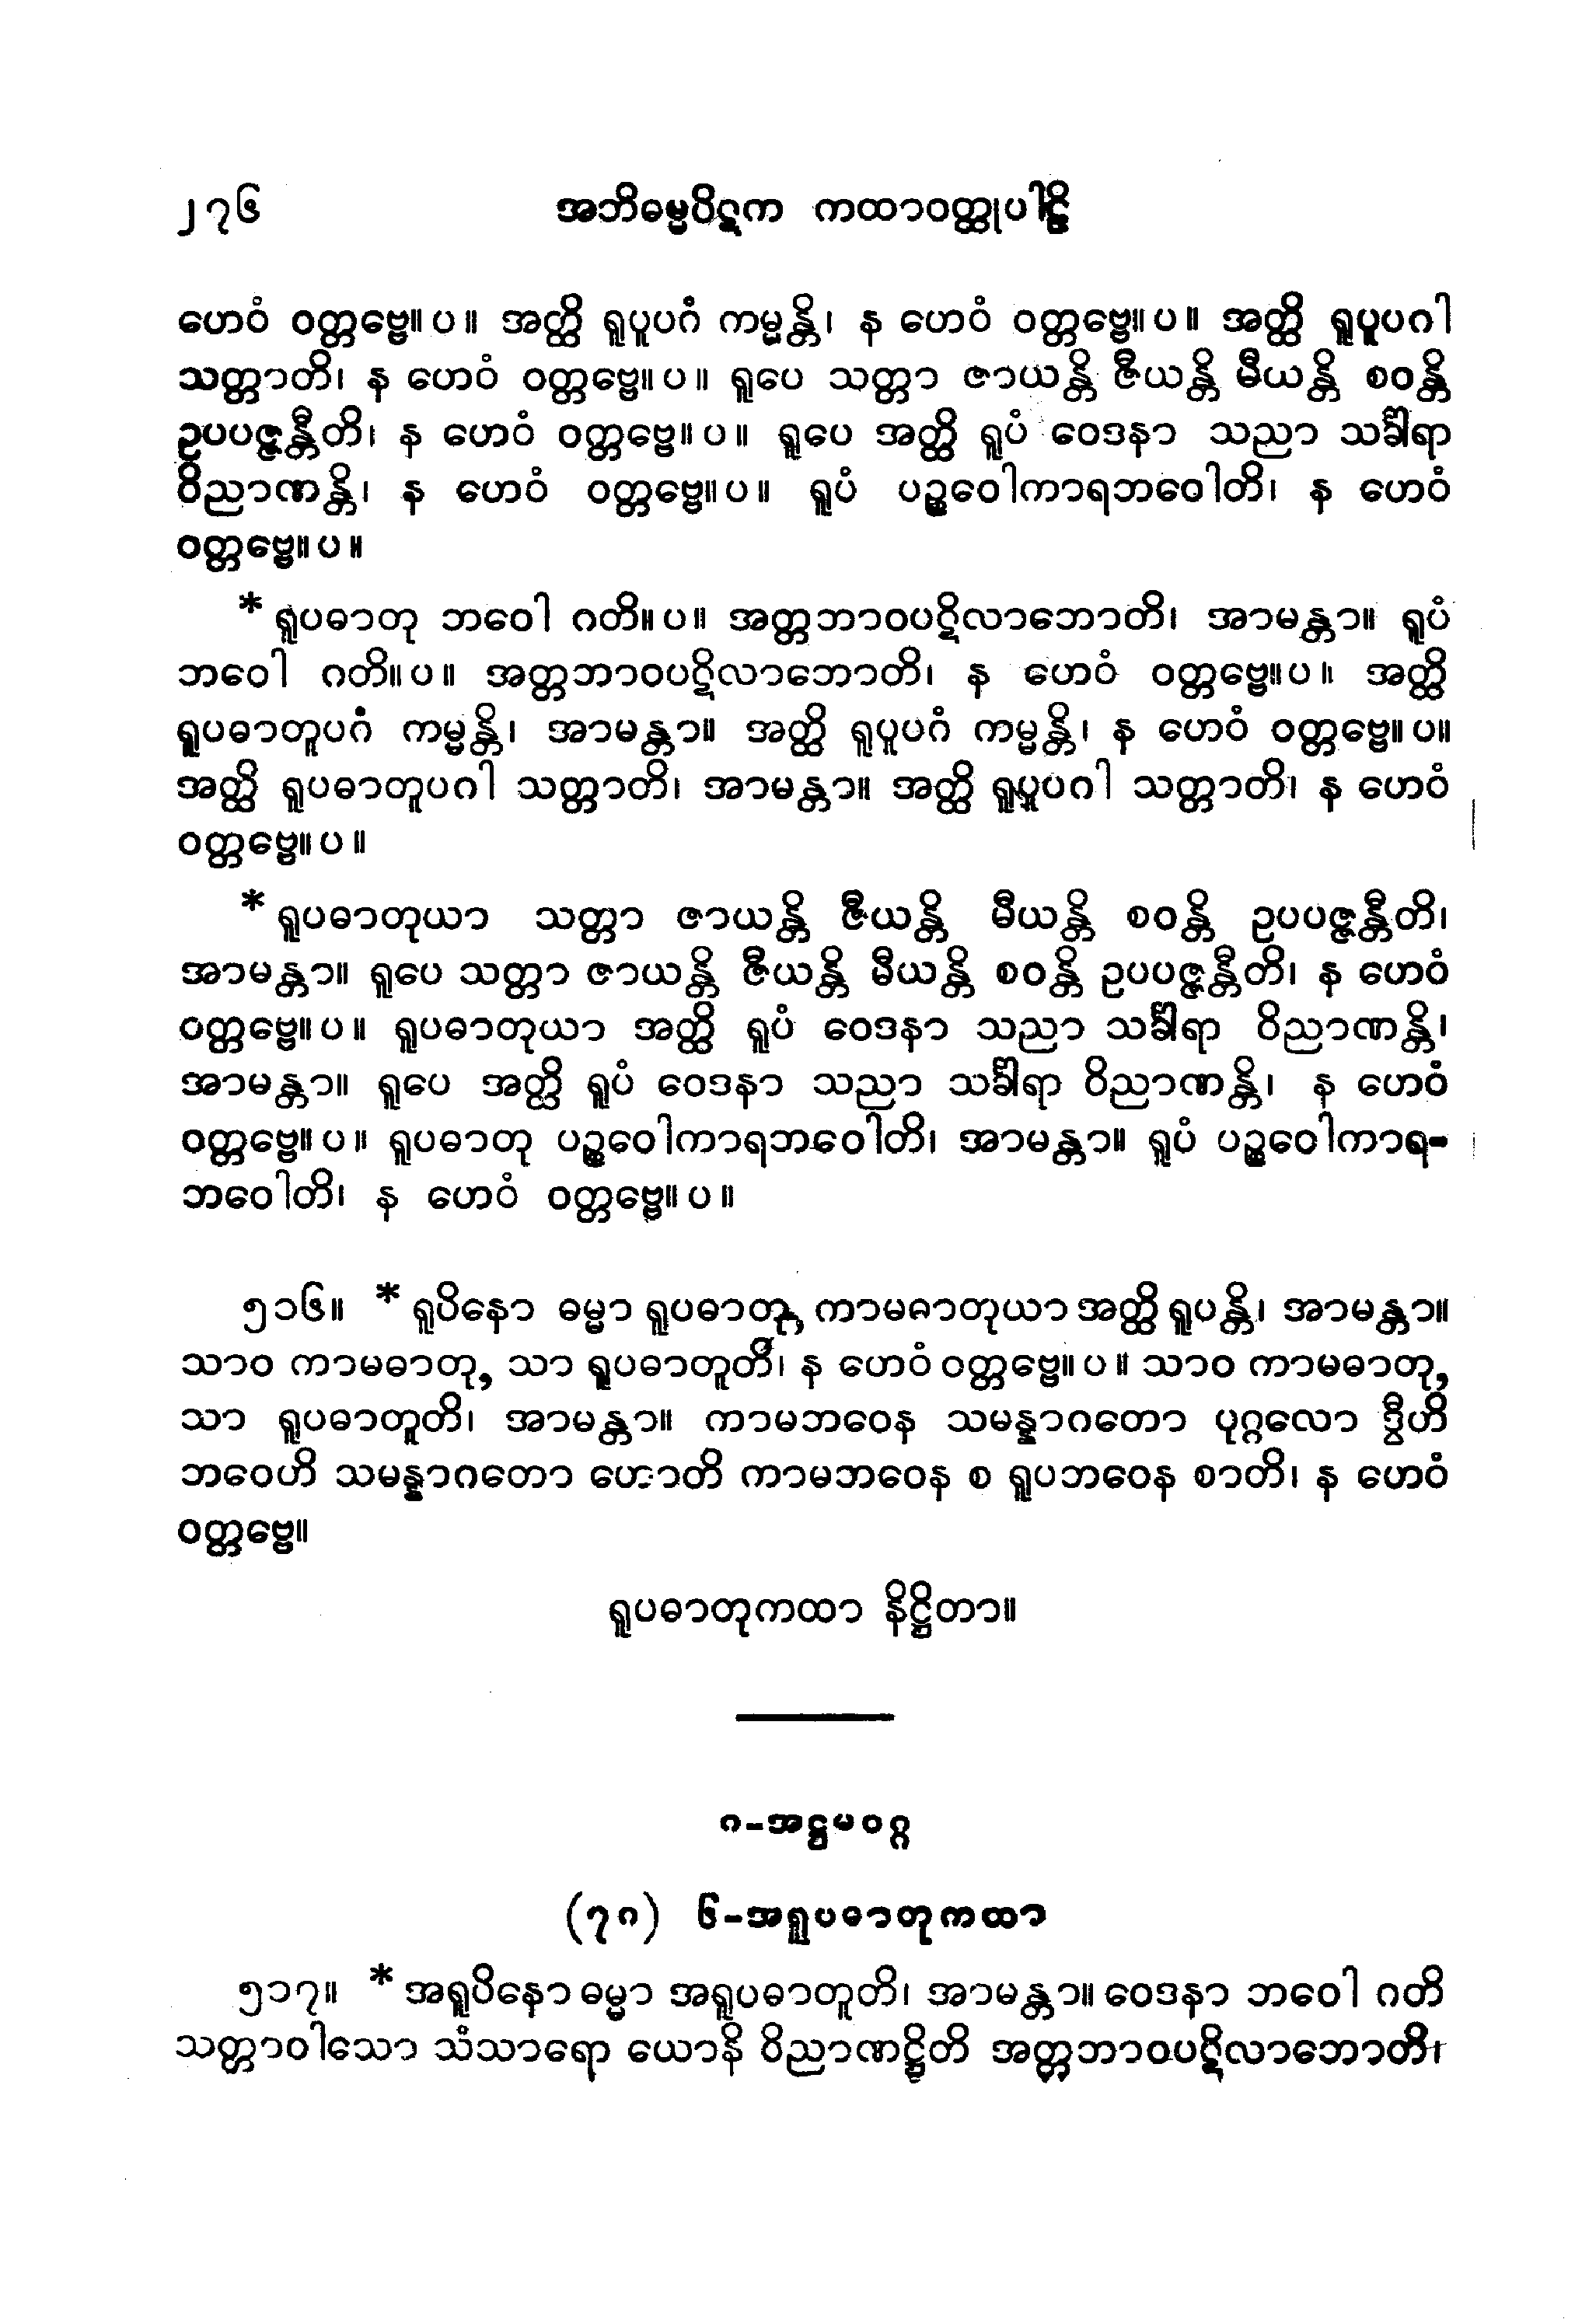 ၂၇၆ အဘိဓမ္မပိဋက ကထာဝတ္ထုပါဠိ
ဟေဝံ ဝတ္တဗ္ဗေ။ပ။ အတ္ထိ ရူပူပဂံ ကမ္မန္တိ၊ န ဟေဝံ ဝတ္တဗ္ဗေ။ပ။ အတ္ထိ ရူပူပဂါ
သတ္တာတိ၊ န ဟေဝံ ဝတ္တဗ္ဗေ။ပ။ ရူပေ သတ္တာ ဇာယန္တိ ဇီယန္တိ မီယန္တိ စဝန္တိ
ဥပပဇ္ဇန္တီတိ၊ န ဟေဝံ ဝတ္တဗ္ဗေ။ပ။ ရူပေ အတ္ထိ ရူပံ ဝေဒနာ သညာ သင်္ခါရာ
ဝိညာဏန္တိ၊ န ဟေဝံ ဝတ္တဗ္ဗေ။ပ။ ရူပံ ပဉ္စဝေါကာရဘဝေါတိ၊ န ဟေဝံ
ဝတ္တဗ္ဗေ။ပ။
* ရူပဓာတု ဘဝေါ ဂတိ။ပ။ အတ္တဘာဝပဋိလာဘောတိ၊ အာမန္တာ။ ရူပံ
ဘဝေါ ဂတိ။ပ။ အတ္တဘာဝပဋိလာဘောတိ၊ န ဟေဝံ ဝတ္တဗ္ဗေ။ပ။ အတ္ထိ
ရူပဓာတူပဂံ ကမ္မန္တိ၊ အာမန္တာ။ အတ္ထိ ရူပူပဂံ ကမ္မန္တိ၊ န ဟေဝံ ဝတ္တဗ္ဗေ။ပ။
အတ္ထိ ရူပဓာတူပဂါ သတ္တာတိ၊ အာမန္တာ။ အတ္ထိ ရူပူပဂါ သတ္တာတိ၊ န ဟေဝံ
ဝတ္တဗ္ဗေ။ပ။
* ရူပဓာတုယာ သတ္တာ ဇာယန္တိ ဇီယန္တိ မီယန္တိ စဝန္တိ ဥပပဇ္ဇန္တီတိ၊
အာမန္တာ။ ရူပေ သတ္တာ ဇာယန္တိ ဇီယန္တိ မီယန္တိ စဝန္တိ ဥပပဇ္ဇန္တီတိ၊ န ဟေဝံ
ဝတ္တဗ္ဗေ။ပ။ ရူပဓာတုယာ အတ္ထိ ရူပံ ဝေဒနာ သညာ သင်္ခါရာ ဝိညာဏန္တိ၊
အာမန္တာ။ ရူပေ အတ္ထိ ရူပံ ဝေဒနာ သညာ သင်္ခါရာ ဝိညာဏန္တိ၊ န ဟေဝံ
ဝတ္တဗ္ဗေ။ပ။ ရူပဓာတု ပဉ္စဝေါကာရဘဝေါတိ၊ အာမန္တာ။ ရူပံ ပဉ္စဝေါကာရ-
ဘဝေါတိ၊ န ဟေဝံ ဝတ္တဗ္ဗေ။ပ။
၅၁၆။ * ရူပိနော ဓမ္မာ ရူပဓာတု, ကာမဓာတုယာ အတ္ထိ ရူပန္တိ၊ အာမန္တာ။
သာဝ ကာမဓာတု, သာ ရူပဓာတူတိ၊ န ဟေဝံ ဝတ္တဗ္ဗေ။ပ။ သာဝ ကာမဓာတု,
သာ ရူပဓာတူတိ၊ အာမန္တာ။ ကာမဘဝေန သမန္နာဂတော ပုဂ္ဂလော ဒွီဟိ
ဘဝေဟိ သမန္နာဂတော ဟောတိ ကာမဘဝေန စ ရူပဘဝေန စာတိ၊ န ဟေဝံ
ဝတ္တဗ္ဗေ။
ရူပဓာတုကထာ နိဋ္ဌိတာ။
ဂ-အဋ္ဌမဝဂ္ဂ
(၇၈) ၆-အရူပဓာတုကထာ
၅၁၇။ * အရူပိနော ဓမ္မာ အရူပဓာတူတိ၊ အာမန္တာ။ ဝေဒနာ ဘဝေါ ဂတိ
သတ္တာဝါသော သံသာရော ယောနိ ဝိညာဏဋ္ဌိတိ အတ္တဘာဝပဋိလာဘောတိ၊